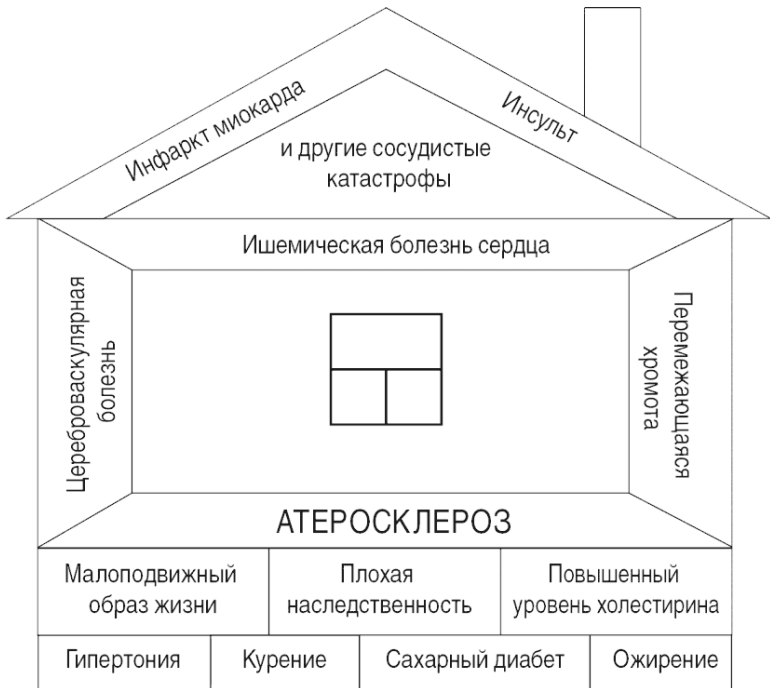 Инфаркт миокарда
Инсульт
и другие сосудистые
катастрофы
Ишемическая болезнь сердца
Цереброваскулярная
болезнь
Перемежающаяся
хромота
АТЕРОСКЛЕРОЗ
Малоподвижный
образ жизни
Плохая
наследственность
Повышенный
уровень холестирина
Гипертония
Курение
Сахарный диабет
Ожирение